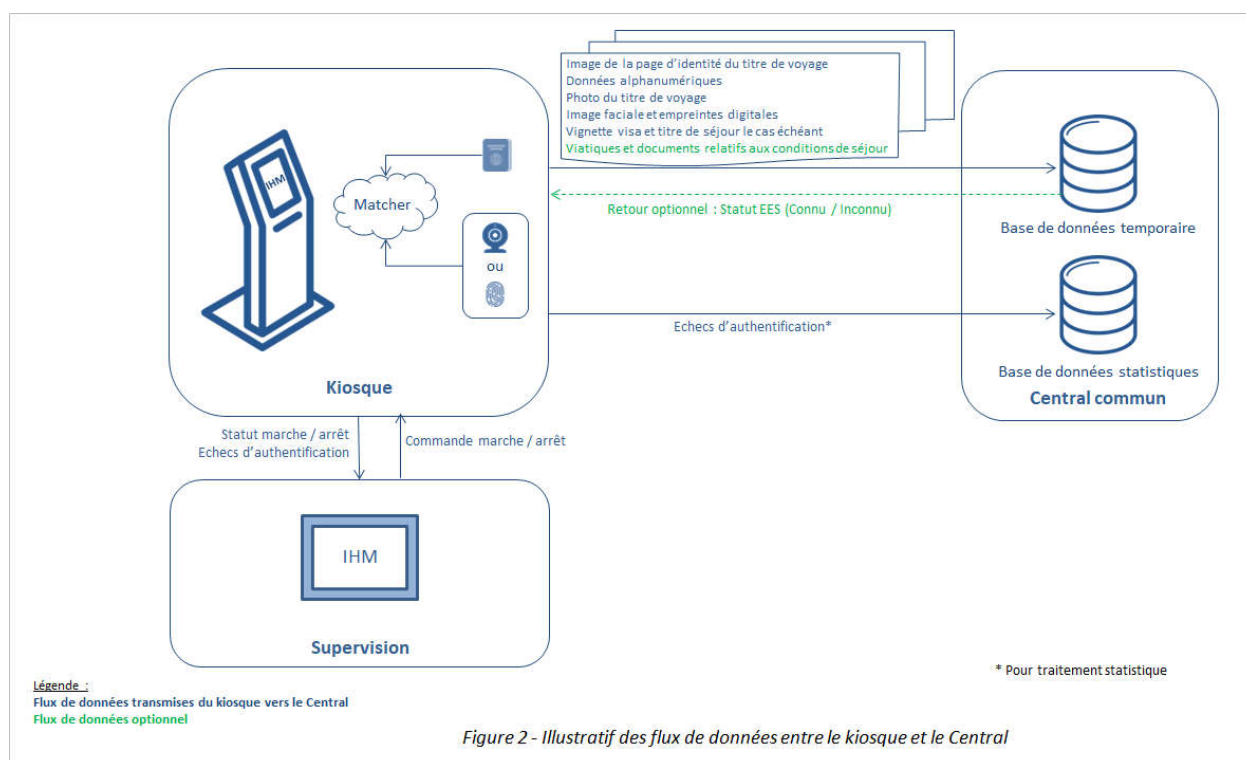 Image de la page d'identité du titre de voyage
Données alphanumériques
Photo du titre de voyage
Image faciale et empreintes digitales
Vignette visa et titre de séjour le cas échéant
Viatiques et documents relatifs aux conditions de séjour
IHM
Matcher
ou
Kiosque
Retour optionnel : Statut EES (Connu / Inconnu)
Base de données temporaire
Echecs d'authentification*
Base de données statistiques
Central commun
Statut marche / arrêt
Echecs d'authentification
Commande marche / arrêt
IHM
Supervision
* Pour traitement statistique
Légende :
Flux de données transmises du kiosque vers le Central
Flux de données optionnel
Figure 2 - Illustratif des flux de données entre le kiosque et le Central